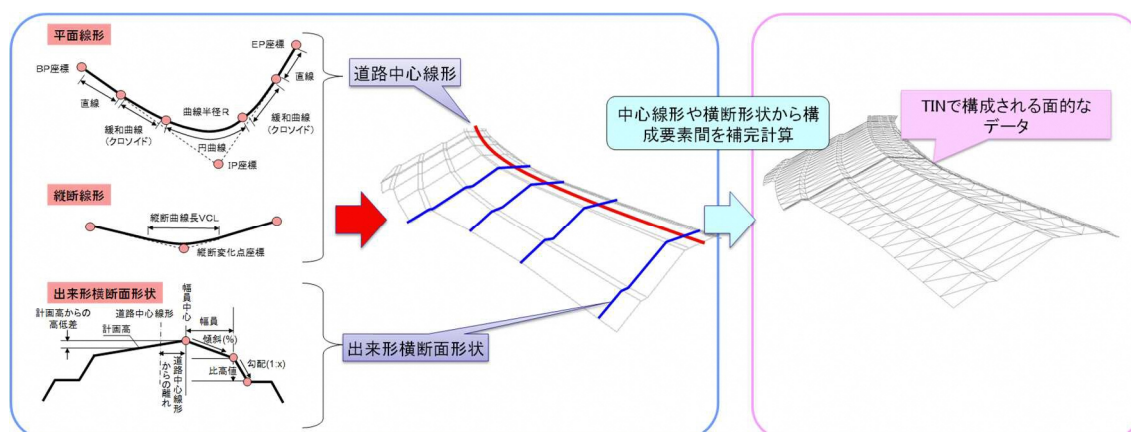 平面線形
BP座標
EP座標
直線
直線
曲線半径R
緩和曲線
(クロソイド)
緩和曲線
(クロソイド)
円曲線
IP座標
縦断線形
縦断曲線長VCL
縦断変化点座標
出来形横断面形状
計画高からの
高低差
道路中心線形
計画高
幅員中心
幅員
傾斜(%)
勾配(1:x)
比高値
道路中心線形
からの離れ
道路中心線形
出来形横断面形状
中心線形や横断形状から構
成要素間を補完計算
TINで構成される面的な
データ